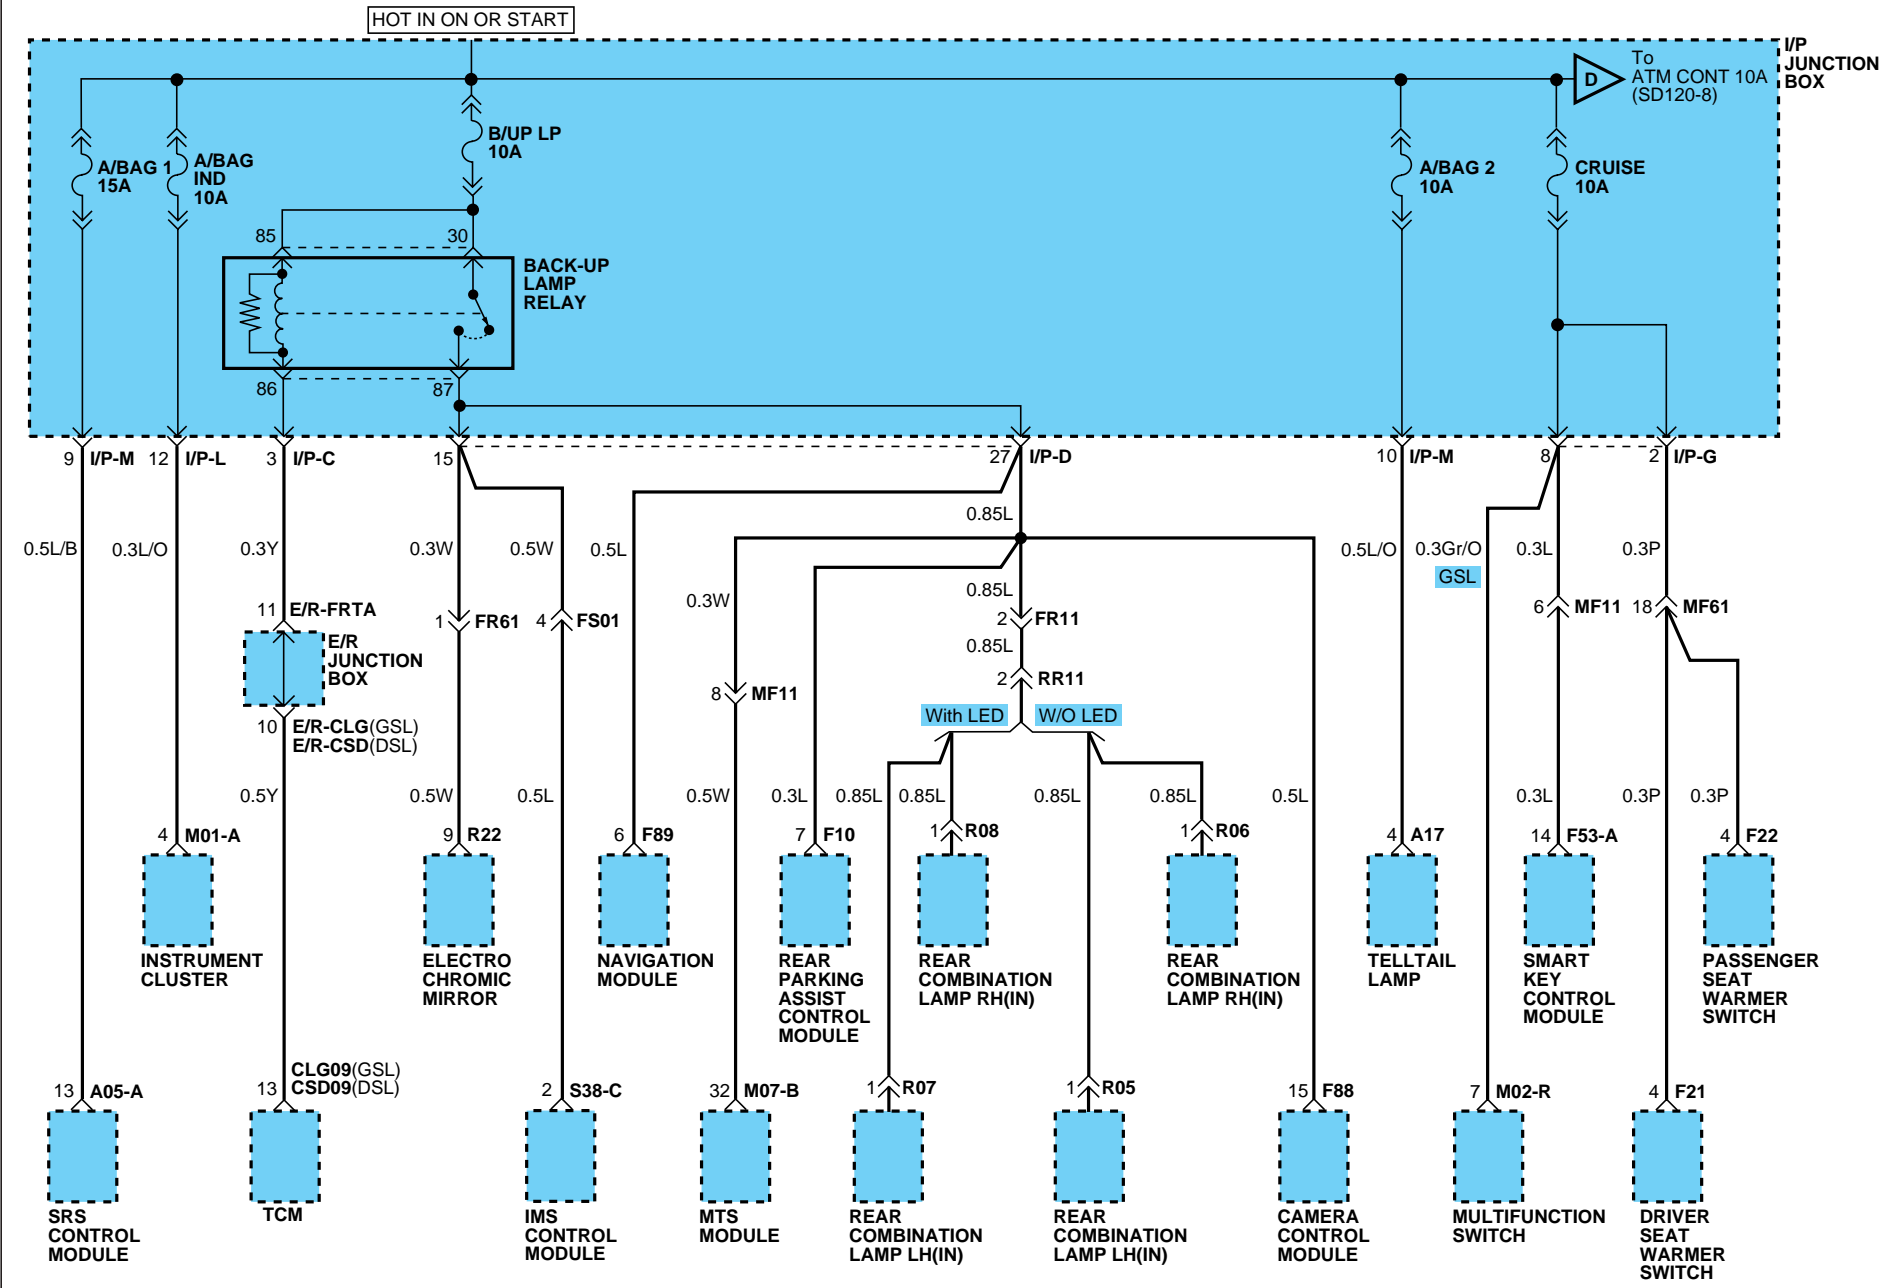 HOT IN ON OR START
I/P
JUNCTION
BOX
To
ATM CONT 10A
(SD120-8)
D
A/BAG 1
15A
A/BAG
IND
10A
B/UP LP
10A
A/BAG 2
10A
CRUISE
10A
85
30
BACK-UP
LAMP
RELAY
86
87
9 I/P-M
12 I/P-L
3 I/P-C
15
27 I/P-D
10 I/P-M
8
2 I/P-G
0.85L
0.5L/B
0.3L/O
0.3Y
0.3W
0.5W
0.5L
0.5L/O
0.3Gr/O
GSL
0.3L
0.3P
0.3W
0.85L
11 E/R-FRTA
E/R
JUNCTION
BOX
10
E/R-CLG(GSL)
E/R-CSD(DSL)
1 FR61
4 FS01
2 FR11
0.85L
2 RR11
6 MF11
18 MF61
8 MF11
With LED
W/O LED
0.5Y
0.5W
0.5L
0.5W
0.3L
0.85L
0.85L
0.85L
0.85L
0.5L
0.3L
0.3P
0.3P
4 M01-A
9 R22
6 F89
7 F10
1 R08
1 R06
4 A17
14 F53-A
4 F22
INSTRUMENT
CLUSTER
ELECTRO
CHROMIC
MIRROR
NAVIGATION
MODULE
REAR
PARKING
ASSIST
CONTROL
MODULE
REAR
COMBINATION
LAMP RH(IN)
REAR
COMBINATION
LAMP RH(IN)
TELLTAIL
LAMP
SMART
KEY
CONTROL
MODULE
PASSENGER
SEAT
WARMER
SWITCH
13 A05-A
CLG09(GSL)
CSD09(DSL)
13
2 S38-C
32 M07-B
1 R07
1 R05
15 F88
7 M02-R
4 F21
SRS
CONTROL
MODULE
TCM
IMS
CONTROL
MODULE
MTS
MODULE
REAR
COMBINATION
LAMP LH(IN)
REAR
COMBINATION
LAMP LH(IN)
CAMERA
CONTROL
MODULE
MULTIFUNCTION
SWITCH
DRIVER
SEAT
WARMER
SWITCH